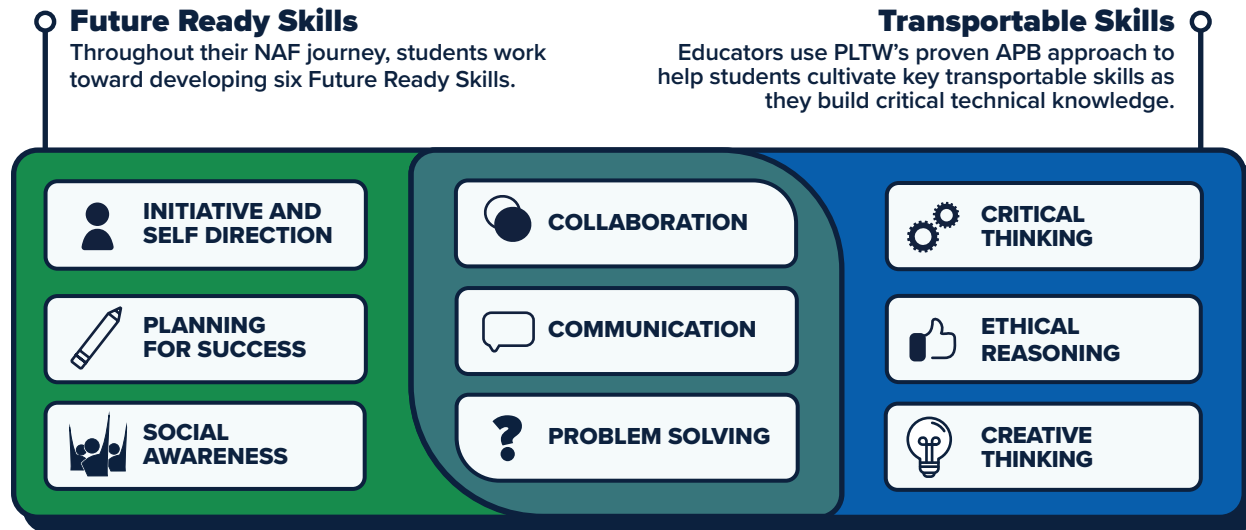 Future Ready Skills
Throughout their NAF journey, students work
toward developing six Future Ready Skills.
Transportable Skills
Educators use PLTW's proven APB approach to
help students cultivate key transportable skills as
they build critical technical knowledge.
INITIATIVE AND
SELF DIRECTION
PLANNING
FOR SUCCESS
SOCIAL
AWARENESS
COLLABORATION
COMMUNICATION
PROBLEM SOLVING
CRITICAL
THINKING
ETHICAL
REASONING
CREATIVE
THINKING